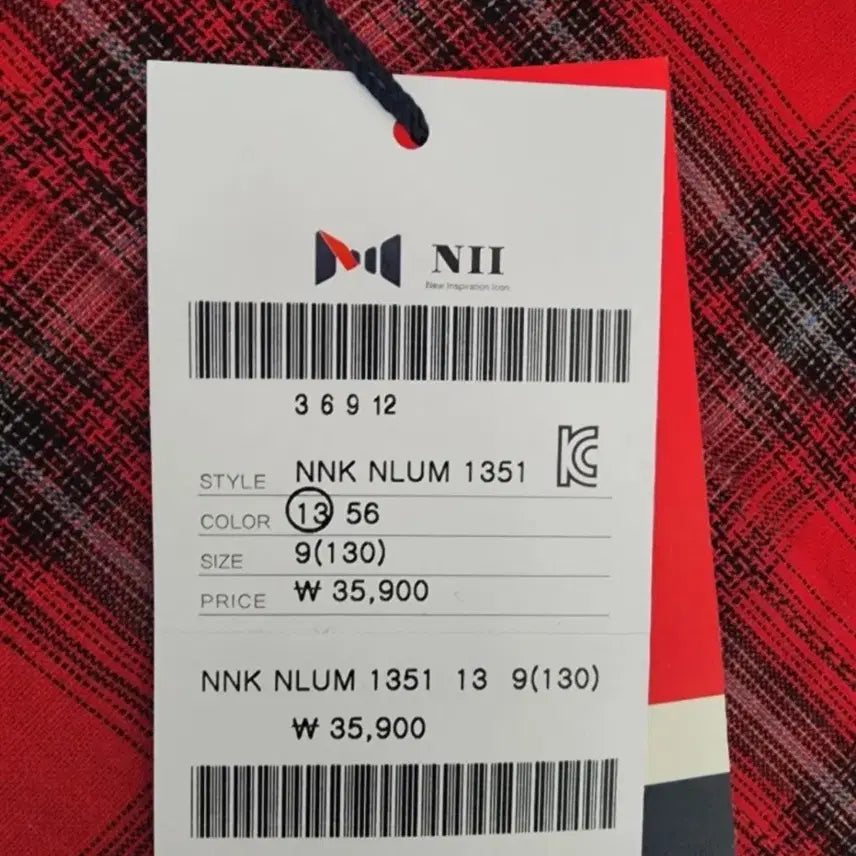 NII
New Inspiration Icon
3 6 9 12
STYLE NNK NLUM 1351
COLOR 13 56
SIZE 9(130)
PRICE ₩ 35,900
NNK NLUM 1351 13 9(130)
₩ 35,900